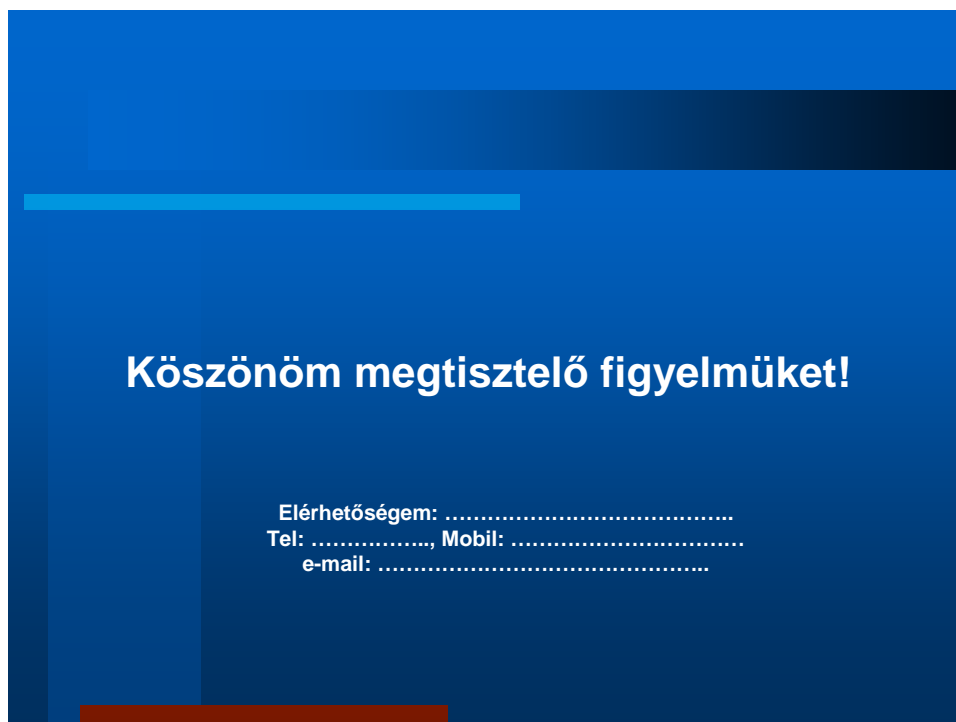 Köszönöm megtisztelő figyelmüket!
Elérhetőségem: …………………………………..
Tel: …………….., Mobil: ……………………………
e-mail: ………………………………………..